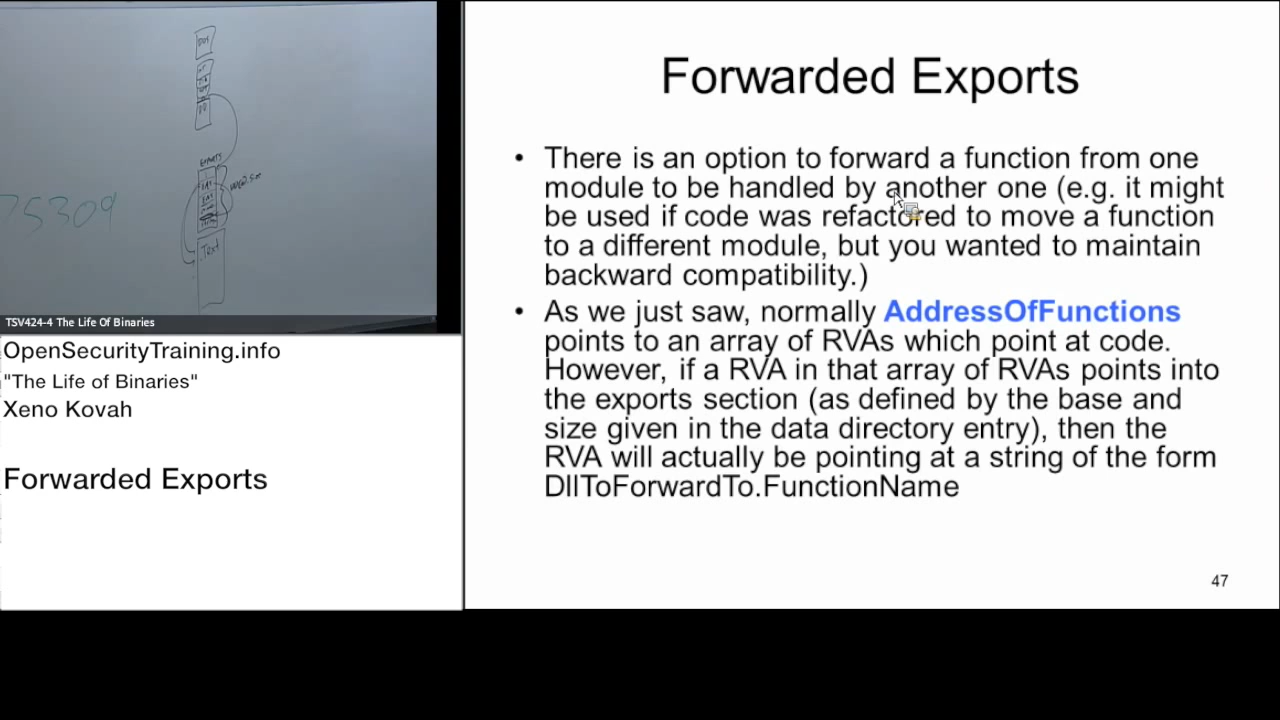 EXPORTS
.Text
75309
TSV424-4 The Life Of Binaries
OpenSecurityTraining.info
"The Life of Binaries"
Xeno Kovah
Forwarded Exports
Forwarded Exports
• There is an option to forward a function from one
module to be handled by another one (e.g. it might
be used if code was refactored to move a function
to a different module, but you wanted to maintain
backward compatibility.)
• As we just saw, normally AddressOfFunctions
points to an array of RVAs which point at code.
However, if a RVA in that array of RVAs points into
the exports section (as defined by the base and
size given in the data directory entry), then the
RVA will actually be pointing at a string of the form
DllToForwardTo.FunctionName
47